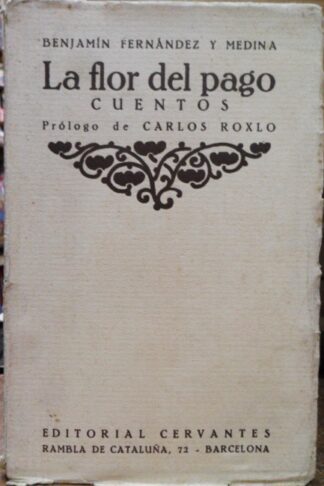 BENJAMÍN FERNÁNDEZ Y MEDINA
La flor del pago
CUENTOS
Prólogo de CARLOS ROXLO
EDITORIAL CERVANTES
RAMBLA DE CATALUÑA, 72 - BARCELONA